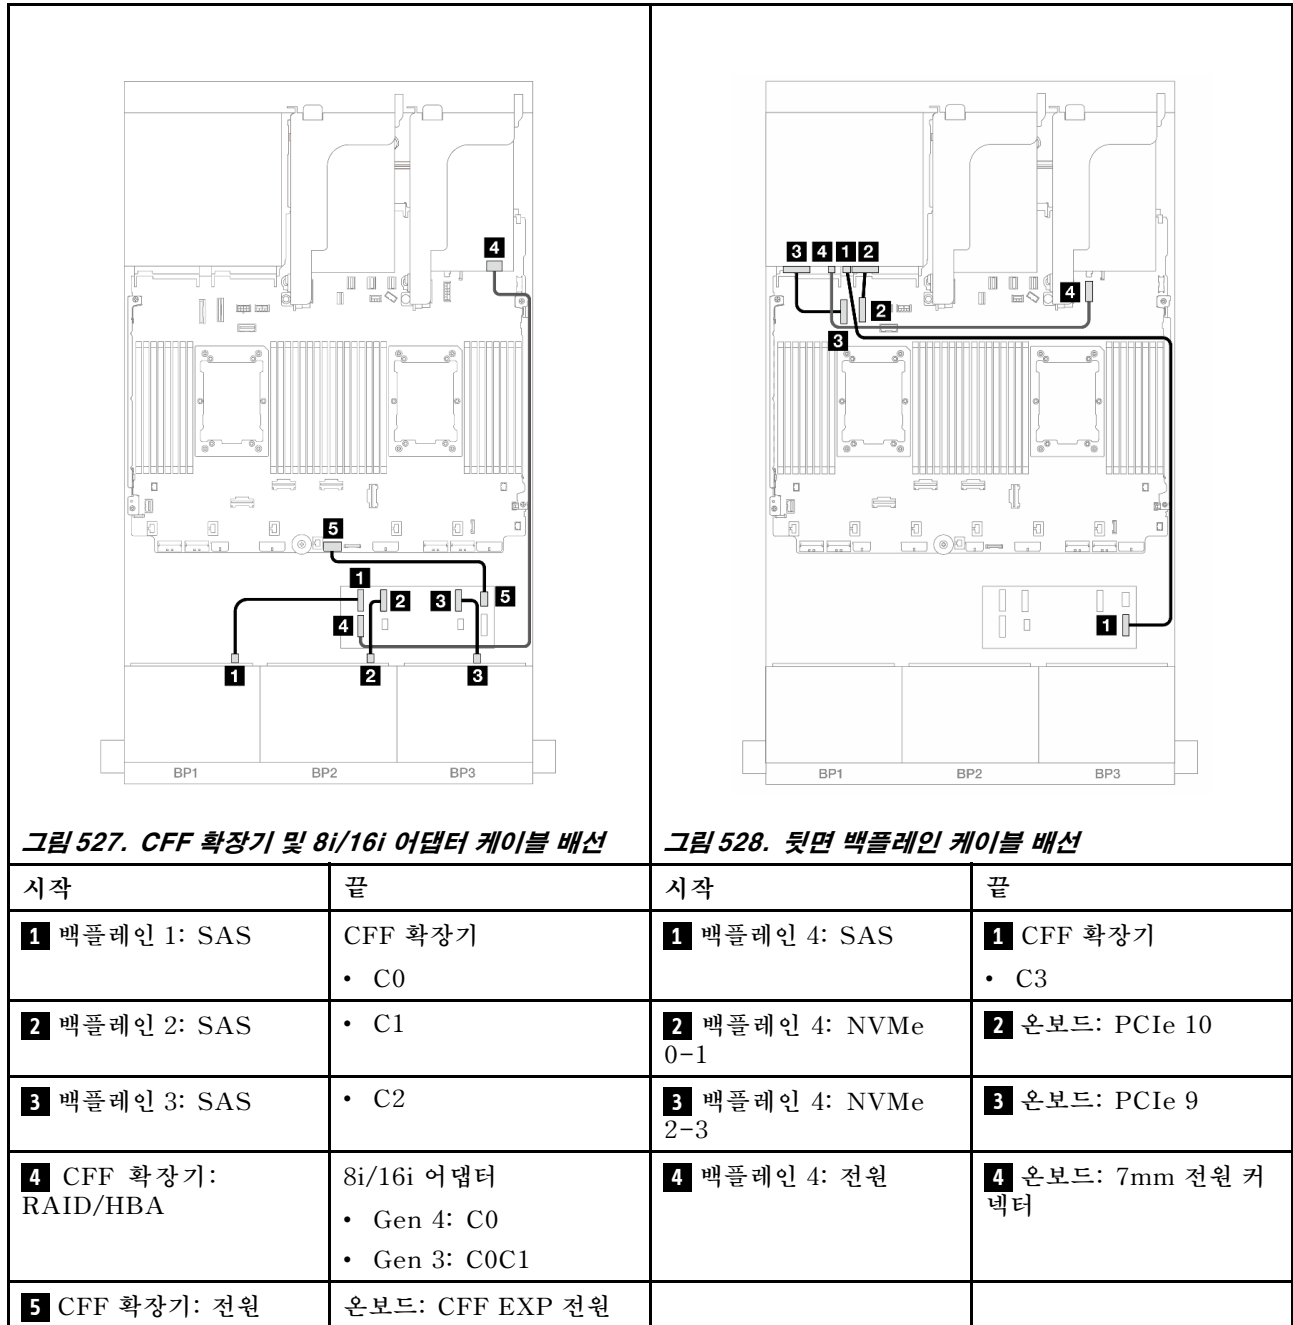 4
5
1
2
3
5
4
1
2
3
BP1
BP2
BP3
그림 527. CFF 확장기 및 8i/16i 어댑터 케이블 배선
3
4
1
2
4
2
3
1
BP1
BP2
BP3
그림 528. 뒷면 백플레인 케이블 배선
시작
끝
시작
끝
1 백플레인 1: SAS
CFF 확장기
• C0
1 백플레인 4: SAS
1 CFF 확장기
• C3
2 백플레인 2: SAS
• C1
2 백플레인 4: NVMe
0-1
2 온보드: PCIe 10
3 백플레인 3: SAS
• C2
3 백플레인 4: NVMe
2-3
3 온보드: PCIe 9
4 CFF 확장기:
RAID/HBA
8i/16i 어댑터
• Gen 4: C0
• Gen 3: C0C1
4 백플레인 4: 전원
4 온보드: 7mm 전원 커
넥터
5 CFF 확장기: 전원
온보드: CFF EXP 전원